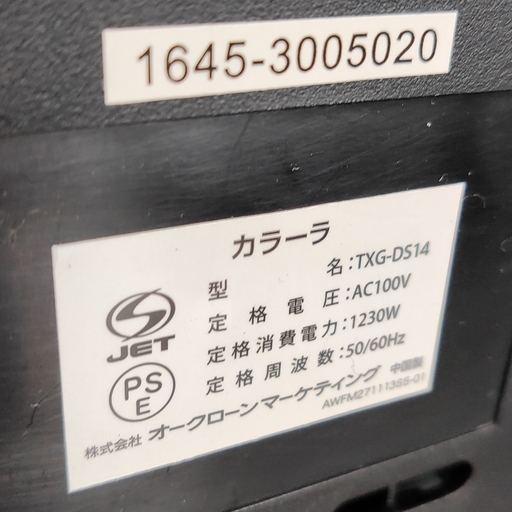 1645-3005020
カラーラ
型名:TXG-DS14
定格電圧:AC100V
定格消費電力:1230W
定格周波数:50/60Hz
JET
PS
E
株式会社 オークローンマーケティング 中国製